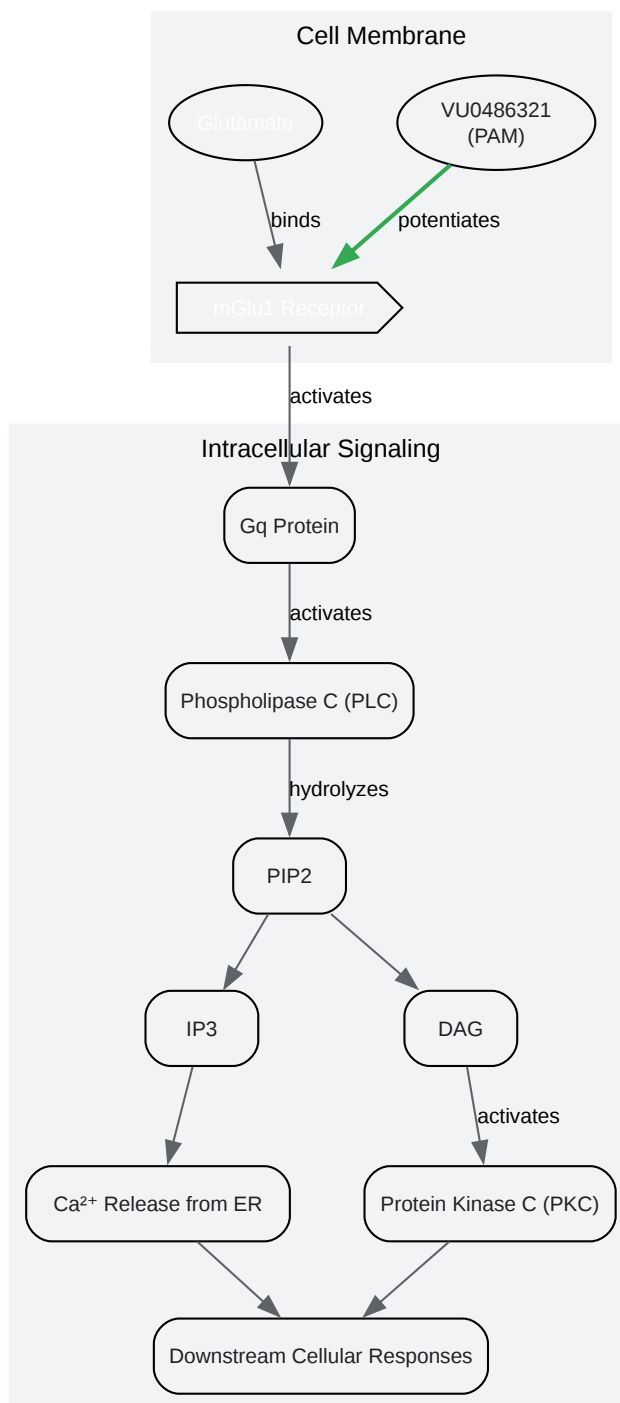 Cell Membrane
Glutamate
VU0486321
(PAM)
binds
potentiates
mGlu1 Receptor
activates
Intracellular Signaling
Gq Protein
activates
Phospholipase C (PLC)
hydrolyzes
PIP2
IP3
DAG
activates
Ca²⁺ Release from ER
Protein Kinase C (PKC)
Downstream Cellular Responses